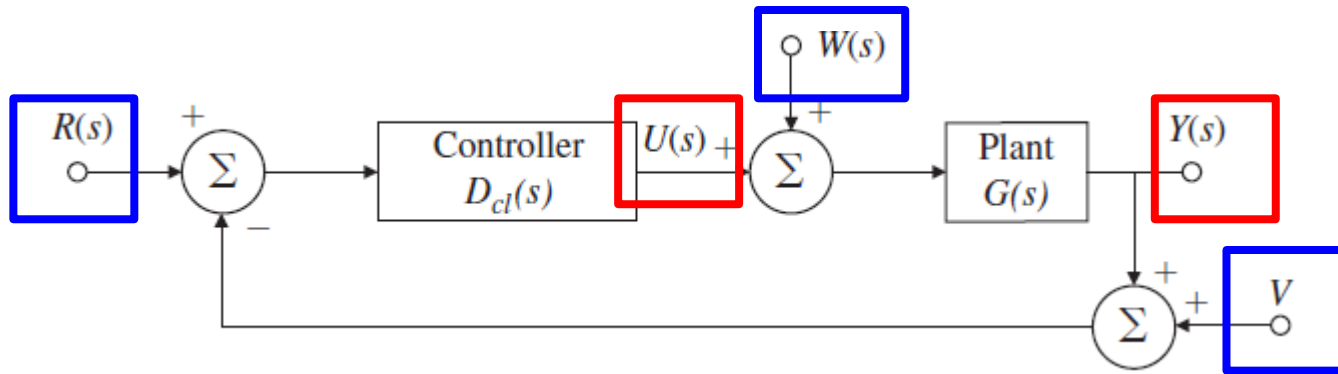 W(s)
R(s)
+
Σ
−
Controller
D_cl(s)
U(s) +
+
Σ
Plant
G(s)
Y(s)
+
+
Σ
V